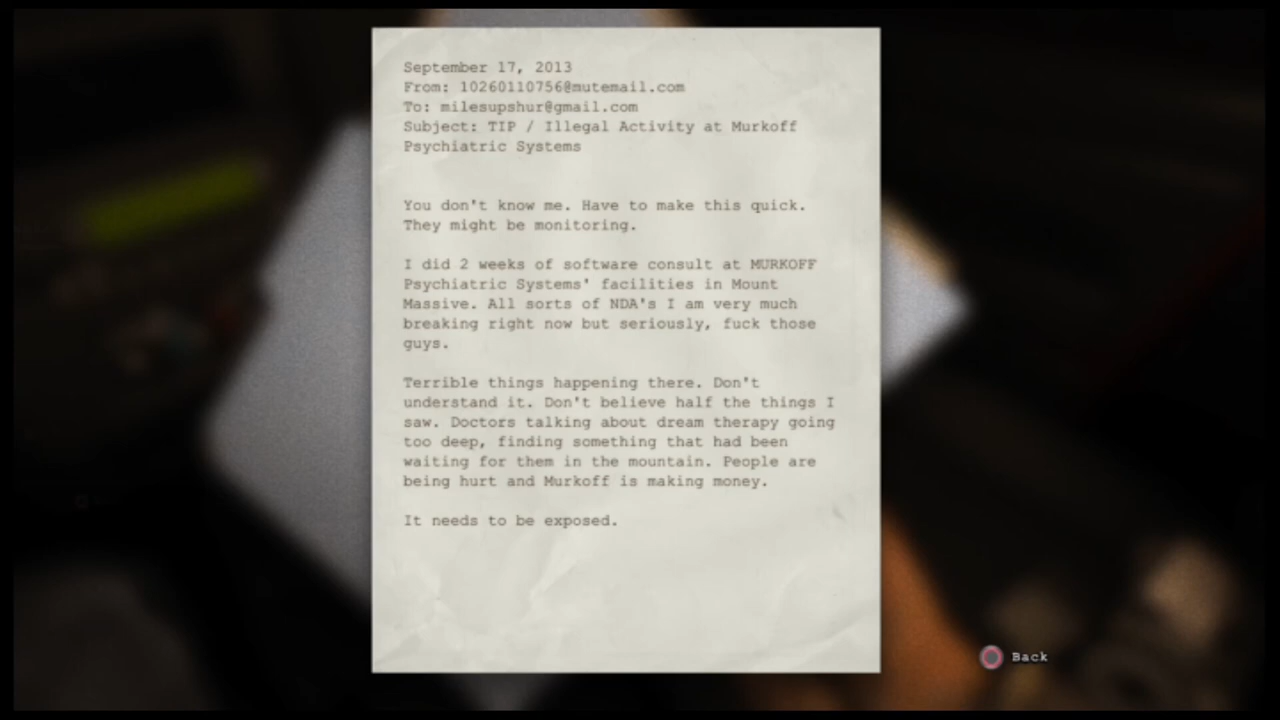 September 17, 2013
From: 10260110756@mutemail.com
To: milesupshur@gmail.com
Subject: TIP / Illegal Activity at Murkoff
Psychiatric Systems
You don't know me. Have to make this quick.
They might be monitoring.
I did 2 weeks of software consult at MURKOFF
Psychiatric Systems' facilities in Mount
Massive. All sorts of NDA's I am very much
breaking right now but seriously, fuck those
guys.
Terrible things happening there. Don't
understand it. Don't believe half the things I
saw. Doctors talking about dream therapy going
too deep, finding something that had been
waiting for them in the mountain. People are
being hurt and Murkoff is making money.
It needs to be exposed.
Back